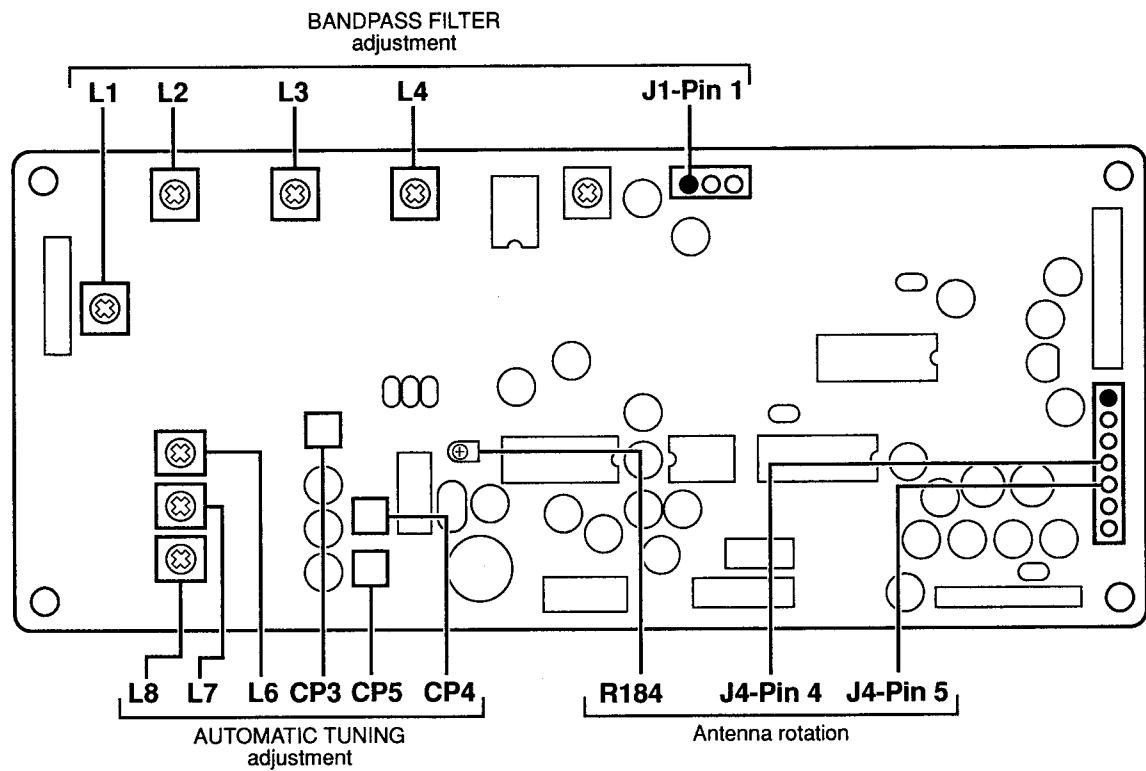 BANDPASS FILTER
adjustment
L1 L2 L3 L4 J1-Pin 1
L8 L7 L6 CP3 CP5 CP4 R184 J4-Pin 4 J4-Pin 5
AUTOMATIC TUNING
adjustment
Antenna rotation